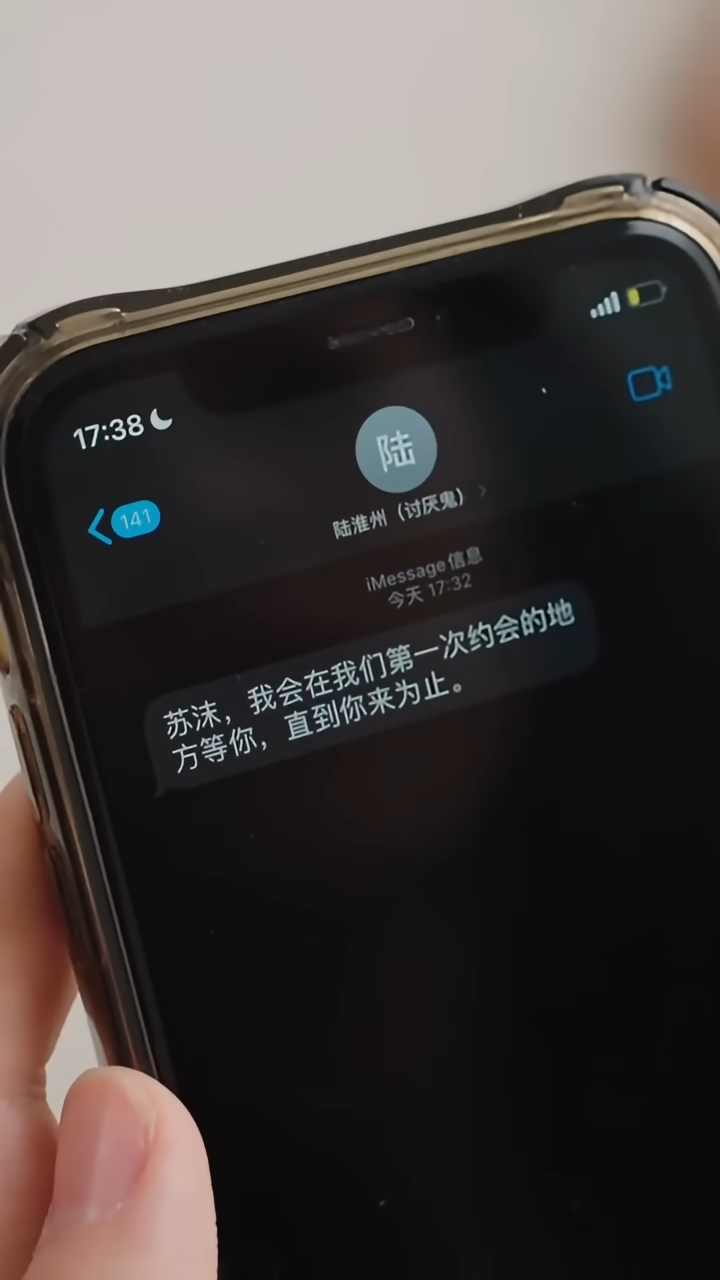 17:38
141
陆
陆淮州（讨厌鬼）
iMessage信息
今天 17:32
苏沫，我会在我们第一次约会的地
方等你，直到你来为止。